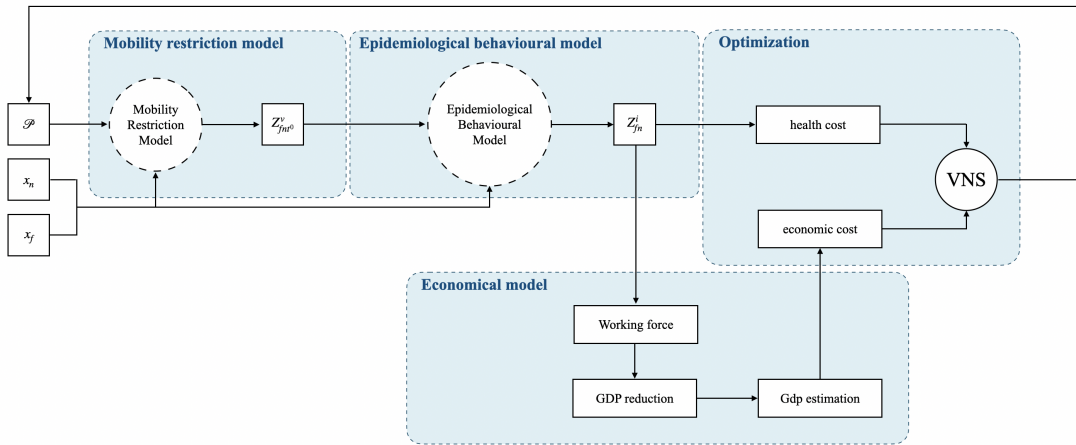 Mobility restriction model
Epidemiological behavioural model
Optimization
𝒫
Mobility
Restriction
Model
Z^v_{fnt^0}
Epidemiological
Behavioural
Model
Z^i_{fn}
health cost
x_n
VNS
x_f
economic cost
Economical model
Working force
GDP reduction
Gdp estimation